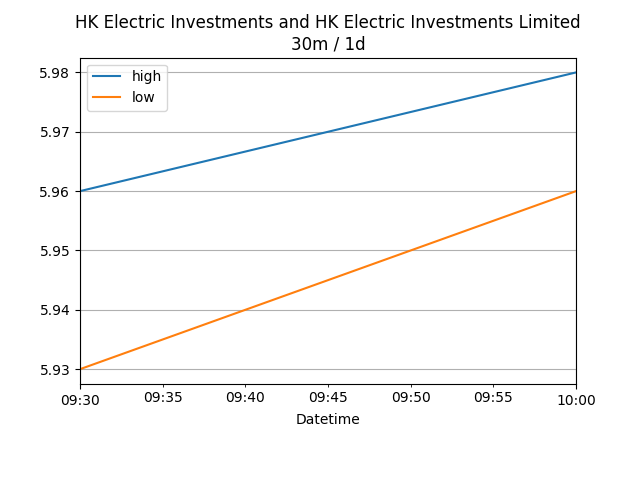 HK Electric Investments and HK Electric Investments Limited
30m / 1d
high
low
5.98
5.97
5.96
5.95
5.94
5.93
09:30 09:35 09:40 09:45 09:50 09:55 10:00
Datetime